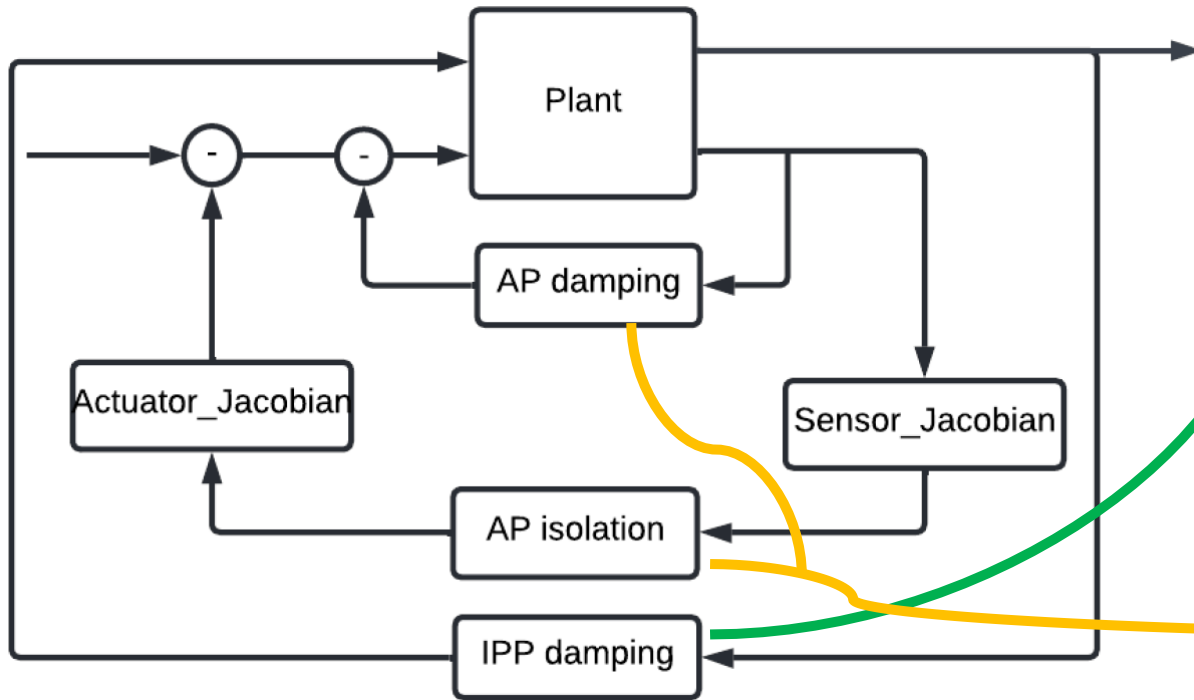 Plant
-
-
AP damping
Actuator_Jacobian
Sensor_Jacobian
AP isolation
IPP damping